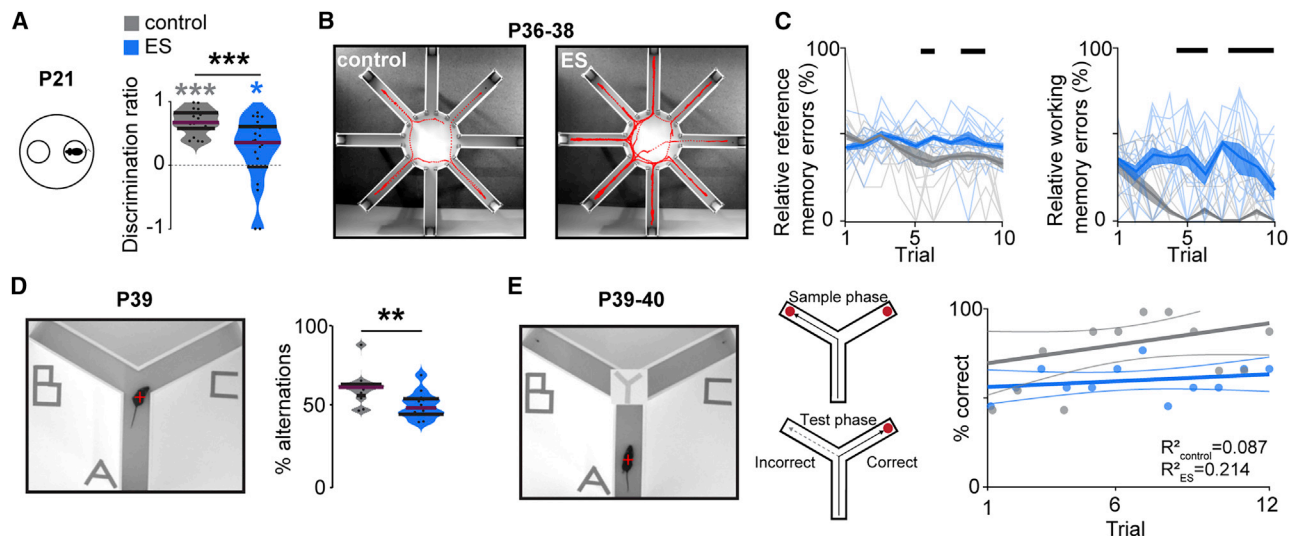 A
control
ES
P21
***
***
*
Discrimination ratio
1
0
-1
B
P36-38
control
ES
C
100
Relative reference
memory errors (%)
0
1
5
10
Trial
100
Relative working
memory errors (%)
0
1
5
10
Trial
D
P39
B
C
A
100
**
% alternations
50
0
E
P39-40
B
Y
C
A
Sample phase
Test phase
Incorrect
Correct
100
% correct
0
R²control=0.087
R²ES=0.214
1
6
12
Trial